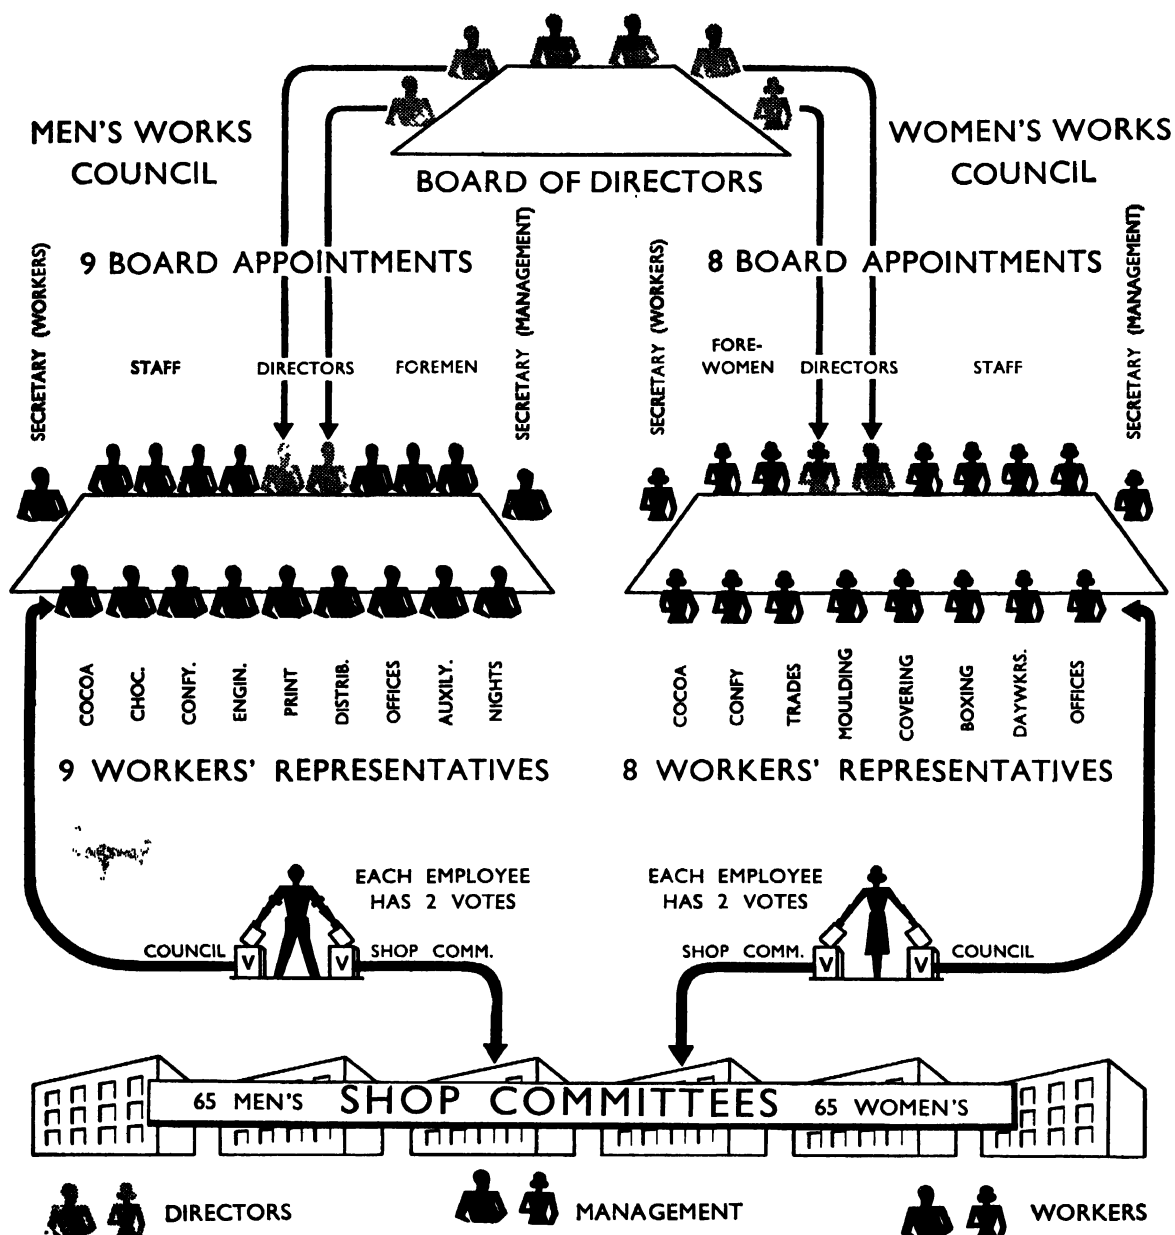 MEN'S WORKS
COUNCIL
WOMEN'S WORKS
COUNCIL
BOARD OF DIRECTORS
SECRETARY (WORKERS)
9 BOARD APPOINTMENTS
SECRETARY (MANAGEMENT)
STAFF
DIRECTORS
FOREMEN
SECRETARY (WORKERS)
8 BOARD APPOINTMENTS
SECRETARY (MANAGEMENT)
FORE-
WOMEN
DIRECTORS
STAFF
COCOA
CHOC.
CONFY.
ENGIN.
PRINT
DISTRIB.
OFFICES
AUXILY.
NIGHTS
9 WORKERS' REPRESENTATIVES
COCOA
CONFY
TRADES
MOULDING
COVERING
BOXING
DAYWKRS.
OFFICES
8 WORKERS' REPRESENTATIVES
EACH EMPLOYEE
HAS 2 VOTES
COUNCIL
V
V
SHOP COMM.
EACH EMPLOYEE
HAS 2 VOTES
SHOP COMM.
V
V
COUNCIL
65 MEN'S SHOP COMMITTEES 65 WOMEN'S
DIRECTORS
MANAGEMENT
WORKERS